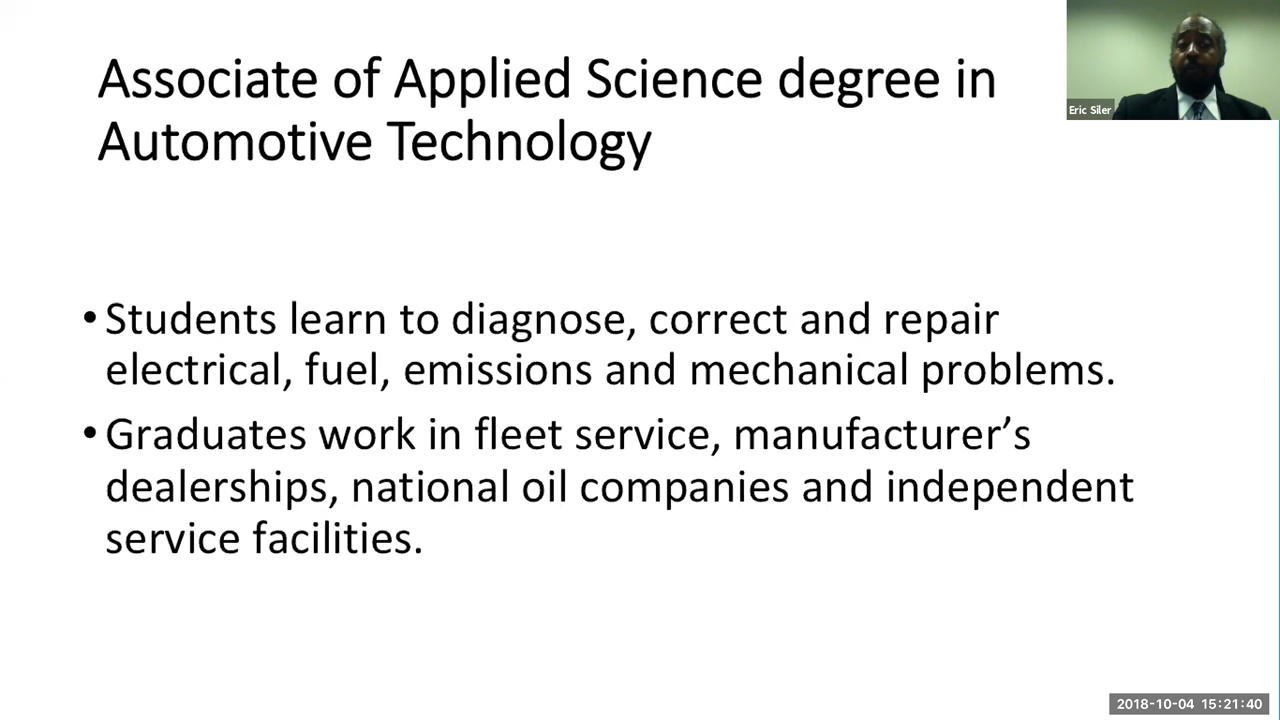 Associate of Applied Science degree in
Automotive Technology
Eric Siler
• Students learn to diagnose, correct and repair
electrical, fuel, emissions and mechanical problems.
• Graduates work in fleet service, manufacturer’s
dealerships, national oil companies and independent
service facilities.
2018-10-04 15:21:40